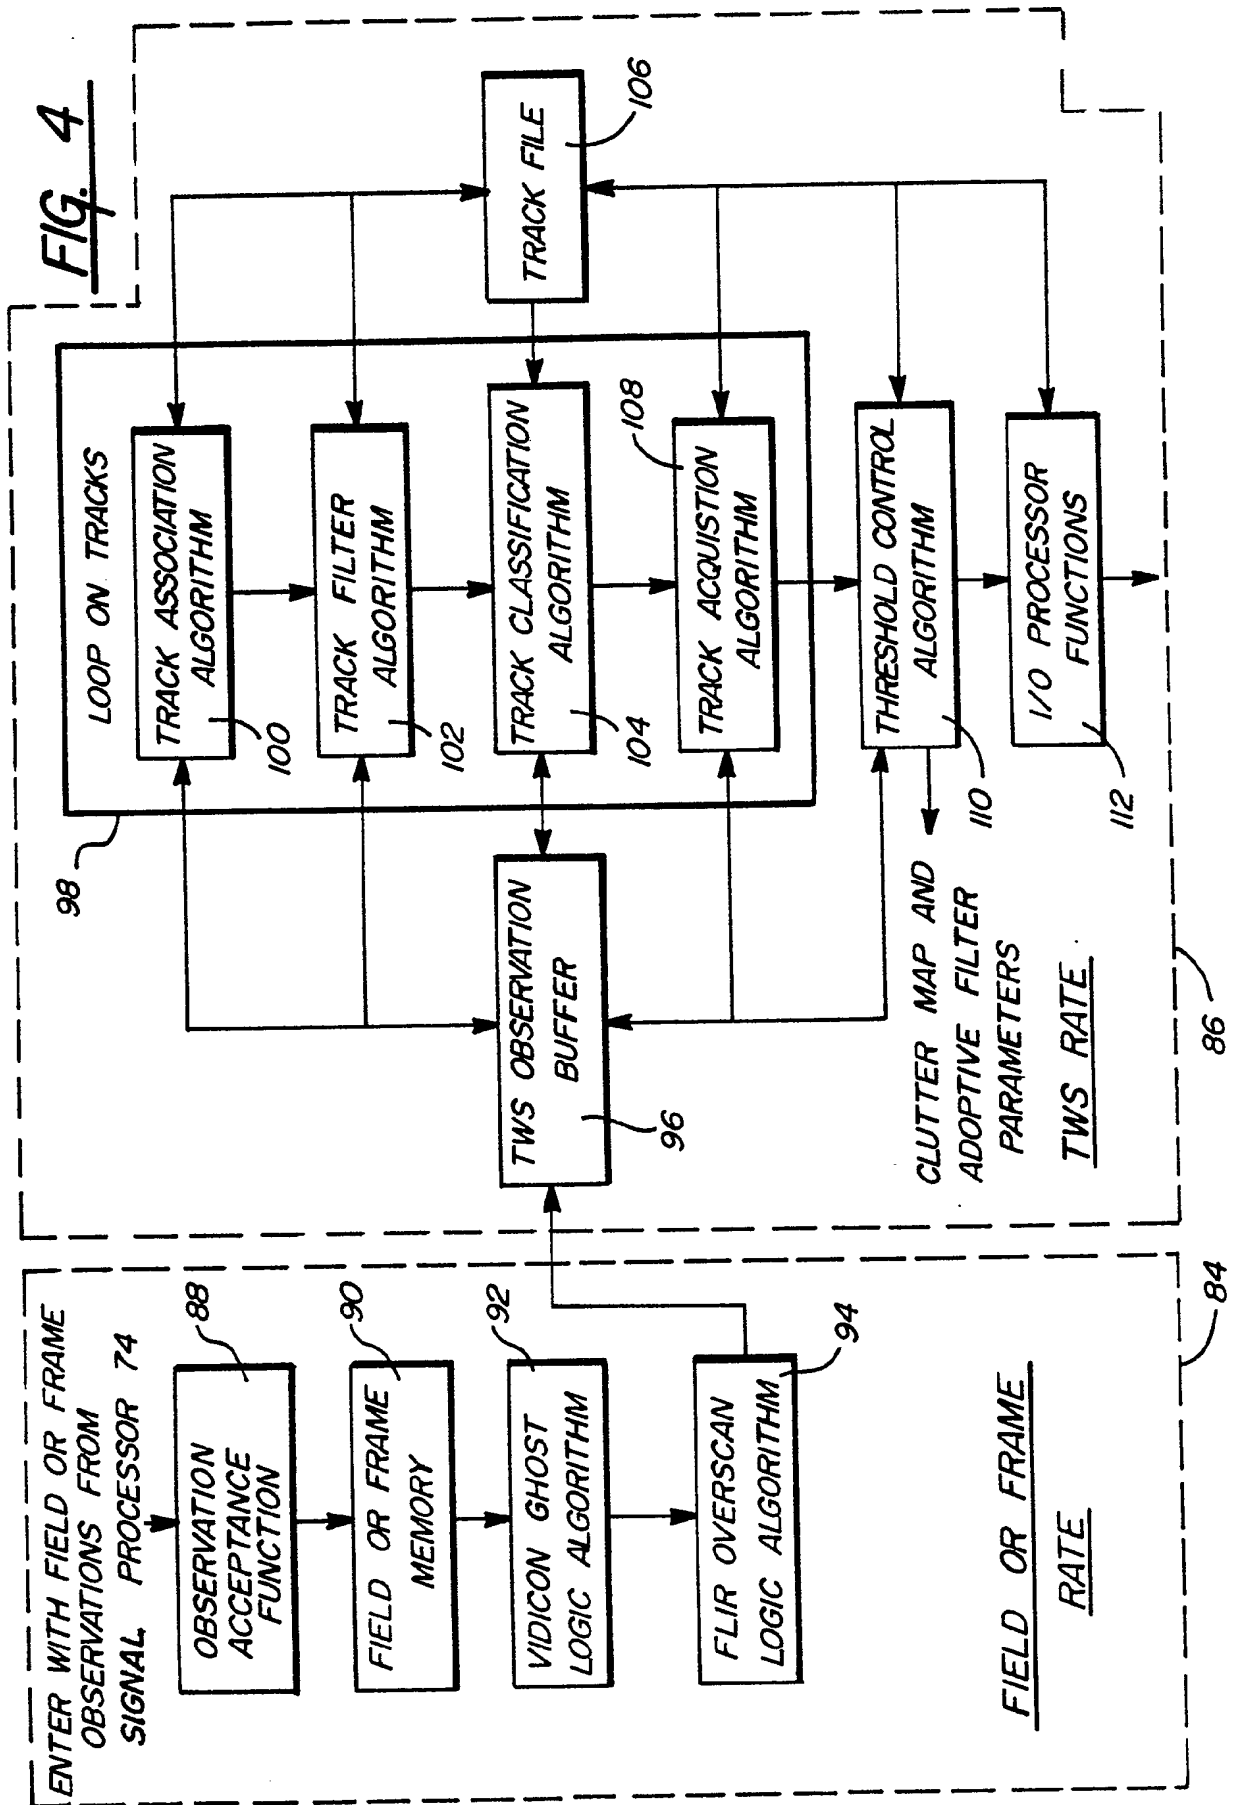 FIG. 4
ENTER WITH FIELD OR FRAME
OBSERVATIONS FROM
SIGNAL PROCESSOR 74
OBSERVATION
ACCEPTANCE
FUNCTION
88
FIELD OR FRAME
MEMORY
90
VIDICON GHOST
LOGIC ALGORITHM
92
FLIR OVERSCAN
LOGIC ALGORITHM
94
FIELD OR FRAME
RATE
84
TWS OBSERVATION
BUFFER
96
98
LOOP ON TRACKS
TRACK ASSOCIATION
ALGORITHM
100
TRACK FILTER
ALGORITHM
102
TRACK CLASSIFICATION
ALGORITHM
104
TRACK ACQUISTION
ALGORITHM
108
TRACK FILE
106
THRESHOLD CONTROL
ALGORITHM
110
I/O PROCESSOR
FUNCTIONS
112
CLUTTER MAP AND
ADOPTIVE FILTER
PARAMETERS
TWS RATE
86